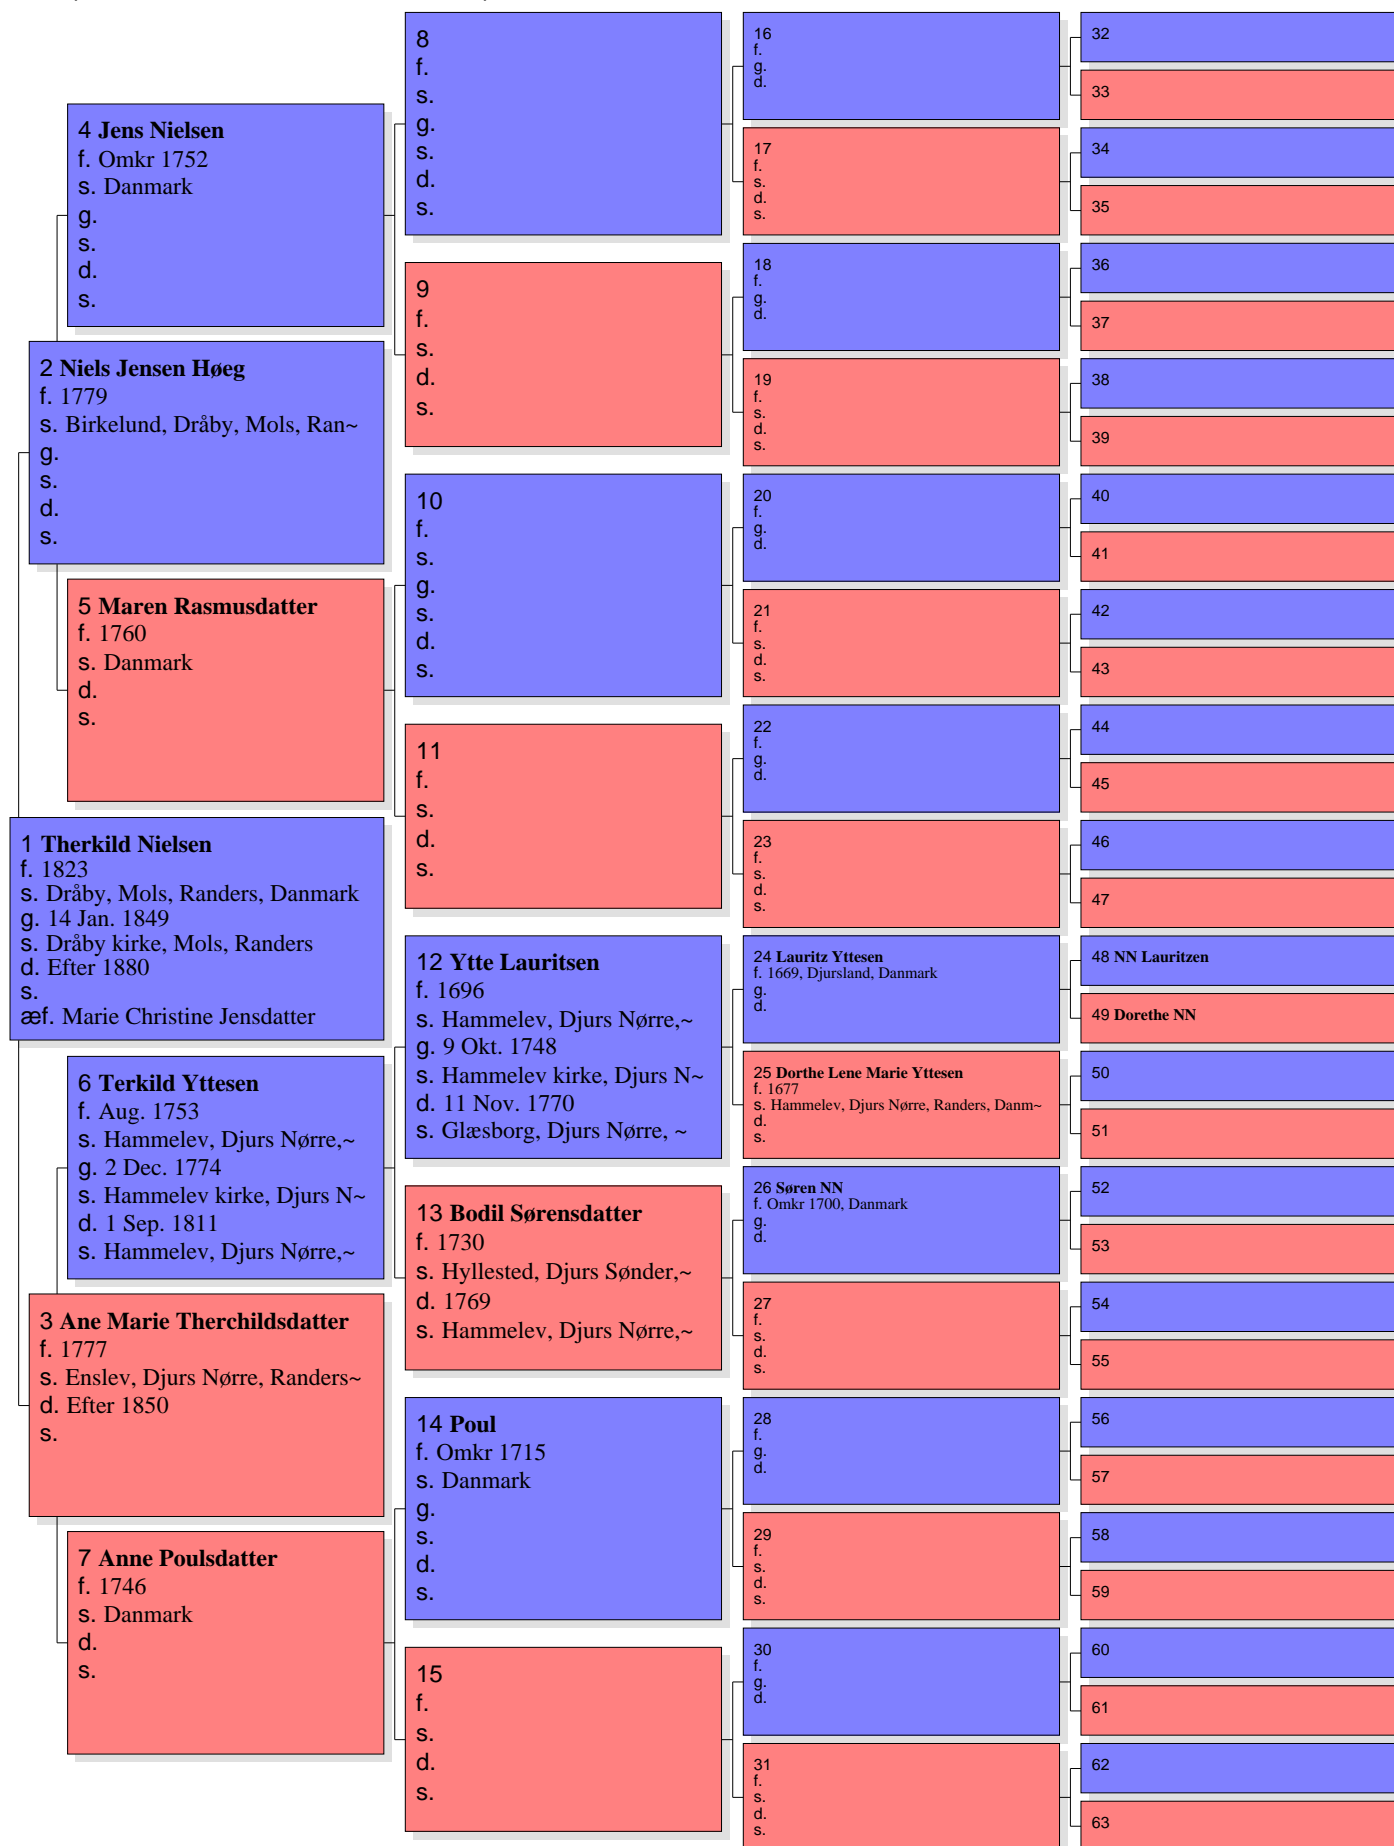 4 Jens Nielsen
f. Omkr 1752
s. Danmark
g.
s.
d.
s.
2 Niels Jensen Høeg
f. 1779
s. Birkelund, Dråby, Mols, Ran~
g.
s.
d.
s.
5 Maren Rasmusdatter
f. 1760
s. Danmark
d.
s.
1 Therkild Nielsen
f. 1823
s. Dråby, Mols, Randers, Danmark
g. 14 Jan. 1849
s. Dråby kirke, Mols, Randers
d. Efter 1880
s.
æf. Marie Christine Jensdatter
6 Terkild Yttesen
f. Aug. 1753
s. Hammelev, Djurs Nørre,~
g. 2 Dec. 1774
s. Hammelev kirke, Djurs N~
d. 1 Sep. 1811
s. Hammelev, Djurs Nørre,~
3 Ane Marie Therchildsdatter
f. 1777
s. Enslev, Djurs Nørre, Randers~
d. Efter 1850
s.
7 Anne Poulsdatter
f. 1746
s. Danmark
d.
s.
8
f.
s.
g.
s.
d.
s.
9
f.
s.
d.
s.
10
f.
s.
g.
s.
d.
s.
11
f.
s.
d.
s.
12 Ytte Lauritsen
f. 1696
s. Hammelev, Djurs Nørre,~
g. 9 Okt. 1748
s. Hammelev kirke, Djurs N~
d. 11 Nov. 1770
s. Glæsborg, Djurs Nørre, ~
13 Bodil Sørensdatter
f. 1730
s. Hyllested, Djurs Sønder,~
d. 1769
s. Hammelev, Djurs Nørre,~
14 Poul
f. Omkr 1715
s. Danmark
g.
s.
d.
s.
15
f.
s.
d.
s.
16
f.
g.
d.
17
f.
s.
d.
s.
18
f.
g.
d.
19
f.
s.
d.
s.
20
f.
g.
d.
21
f.
s.
d.
s.
22
f.
g.
d.
23
f.
s.
d.
s.
24 Lauritz Yttesen
f. 1669, Djursland, Danmark
g.
d.
25 Dorthe Lene Marie Yttesen
f. 1677
s. Hammelev, Djurs Nørre, Randers, Danm~
d.
s.
26 Søren NN
f. Omkr 1700, Danmark
g.
d.
27
f.
s.
d.
s.
28
f.
g.
d.
29
f.
s.
d.
s.
30
f.
g.
d.
31
f.
s.
d.
s.
32
33
34
35
36
37
38
39
40
41
42
43
44
45
46
47
48 NN Lauritzen
49 Dorethe NN
50
51
52
53
54
55
56
57
58
59
60
61
62
63